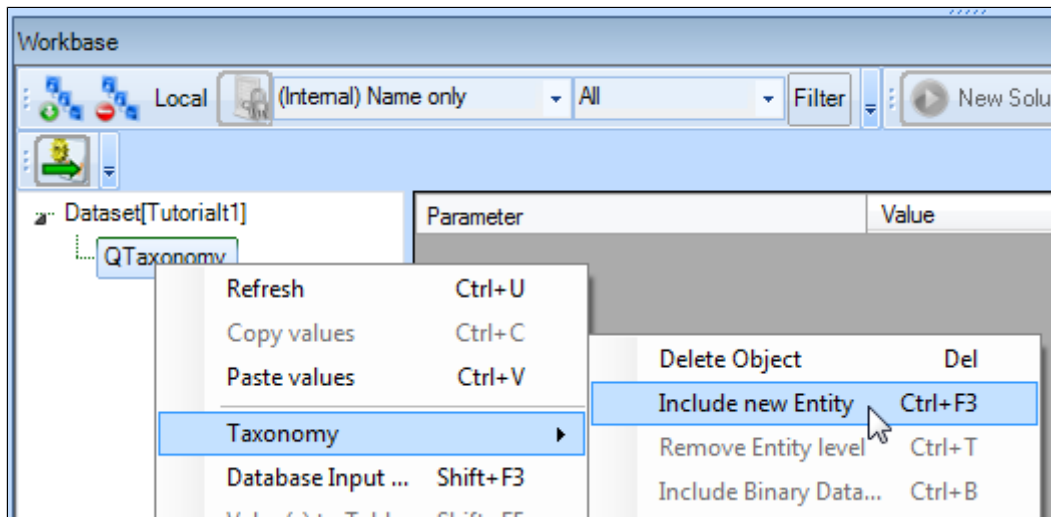 Workbase
Local (Internal) Name only All Filter New Solu
Dataset[Tutorialt1]
Parameter Value
QTaxonomy
Refresh Ctrl+U
Copy values Ctrl+C
Paste values Ctrl+V
Taxonomy
Database Input ... Shift+F3
Delete Object Del
Include new Entity Ctrl+F3
Remove Entity level Ctrl+T
Include Binary Data... Ctrl+B